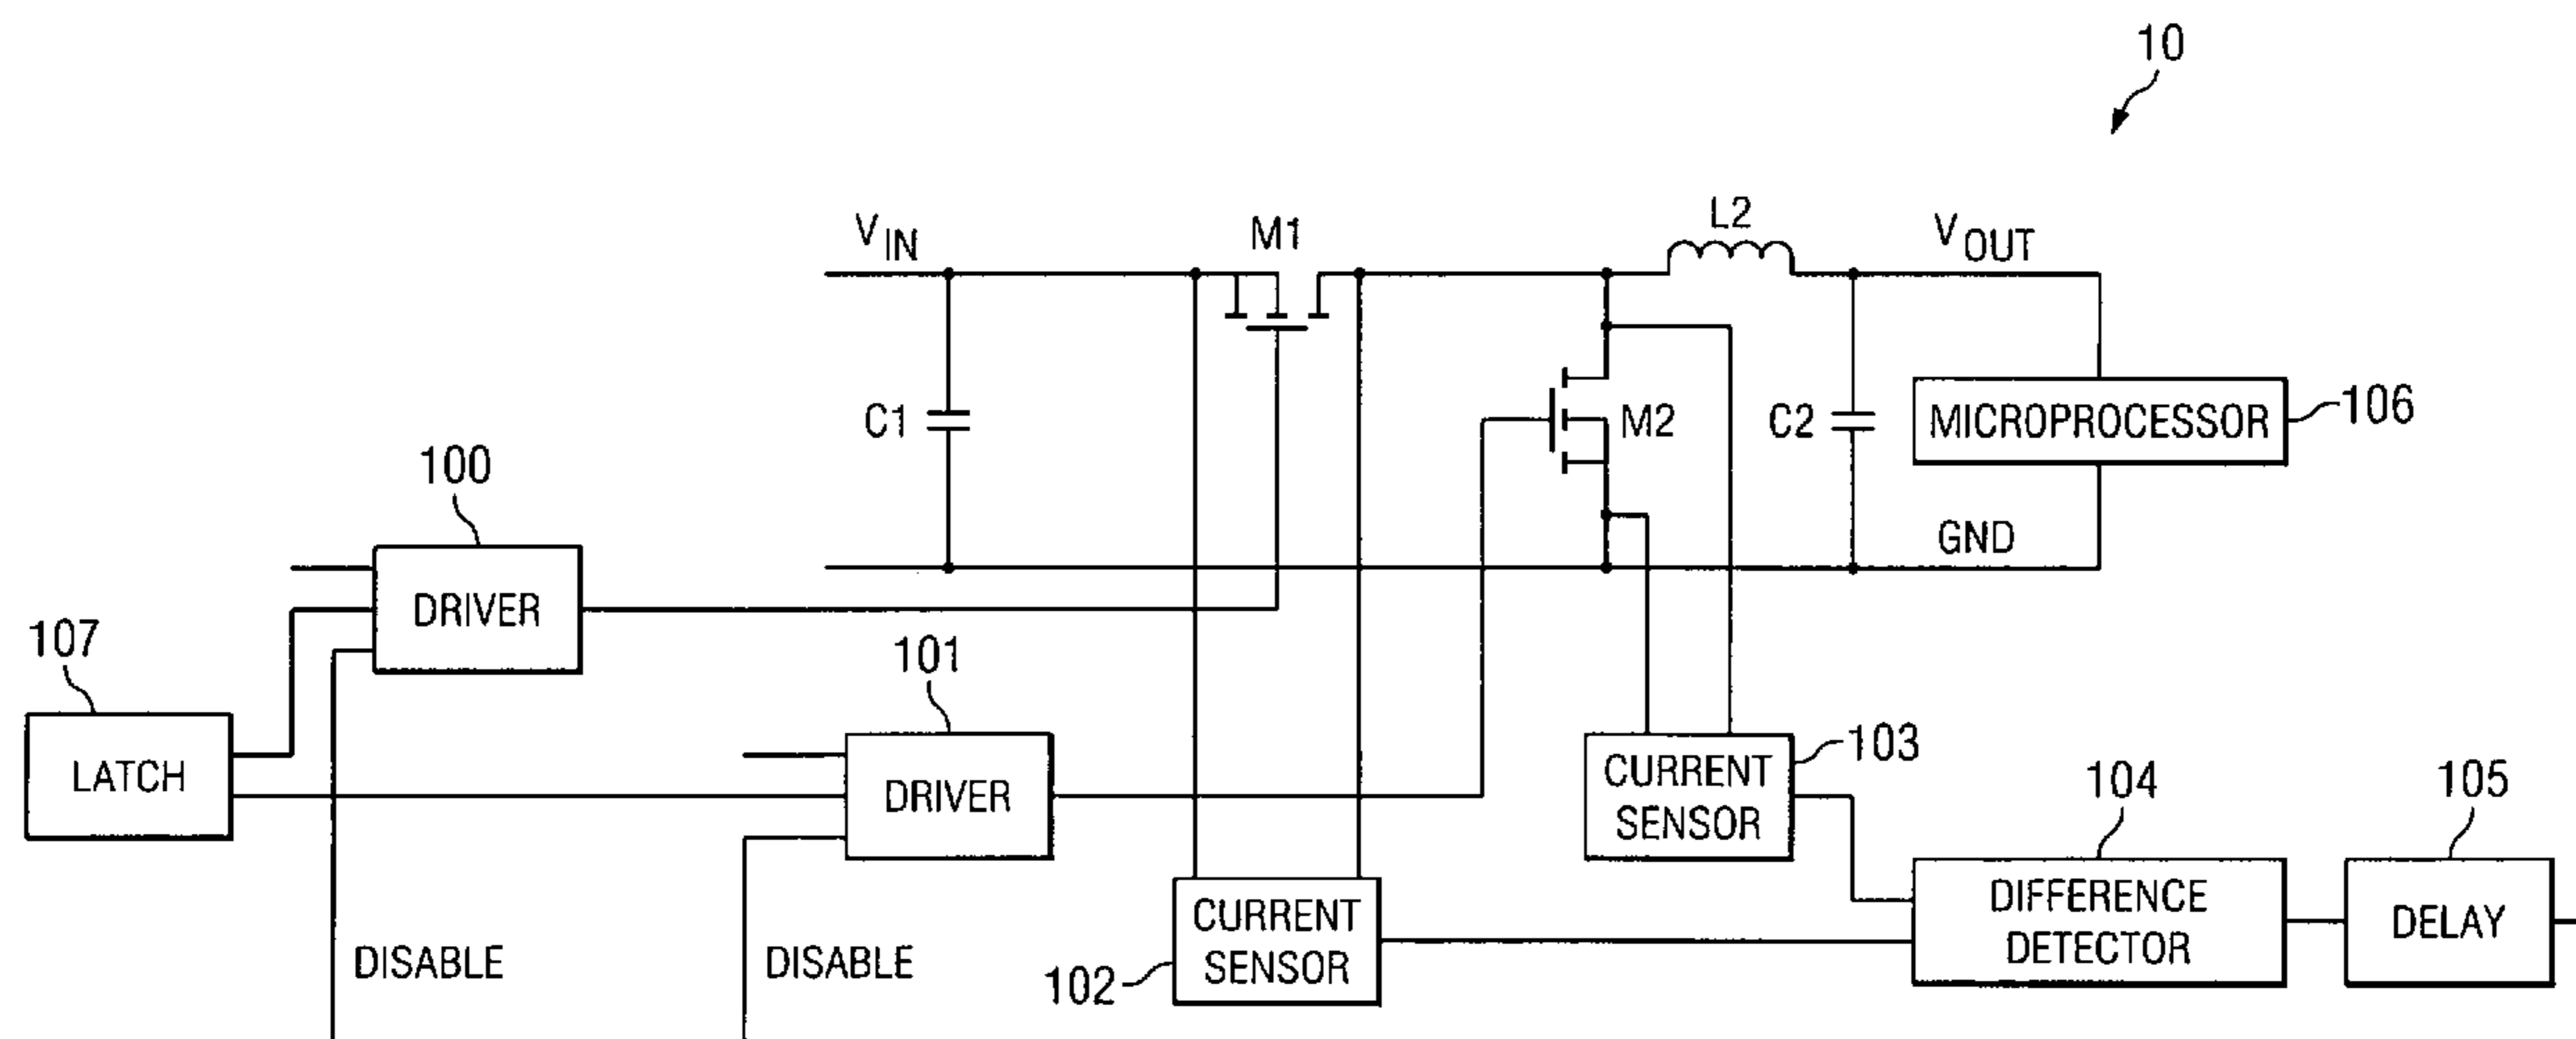 10
VIN
M1
L2
VOUT
C1
M2
C2
MICROPROCESSOR
106
100
GND
DRIVER
107
101
LATCH
DRIVER
CURRENT
SENSOR
103
104
105
DIFFERENCE
DETECTOR
DELAY
DISABLE
DISABLE
CURRENT
SENSOR
102